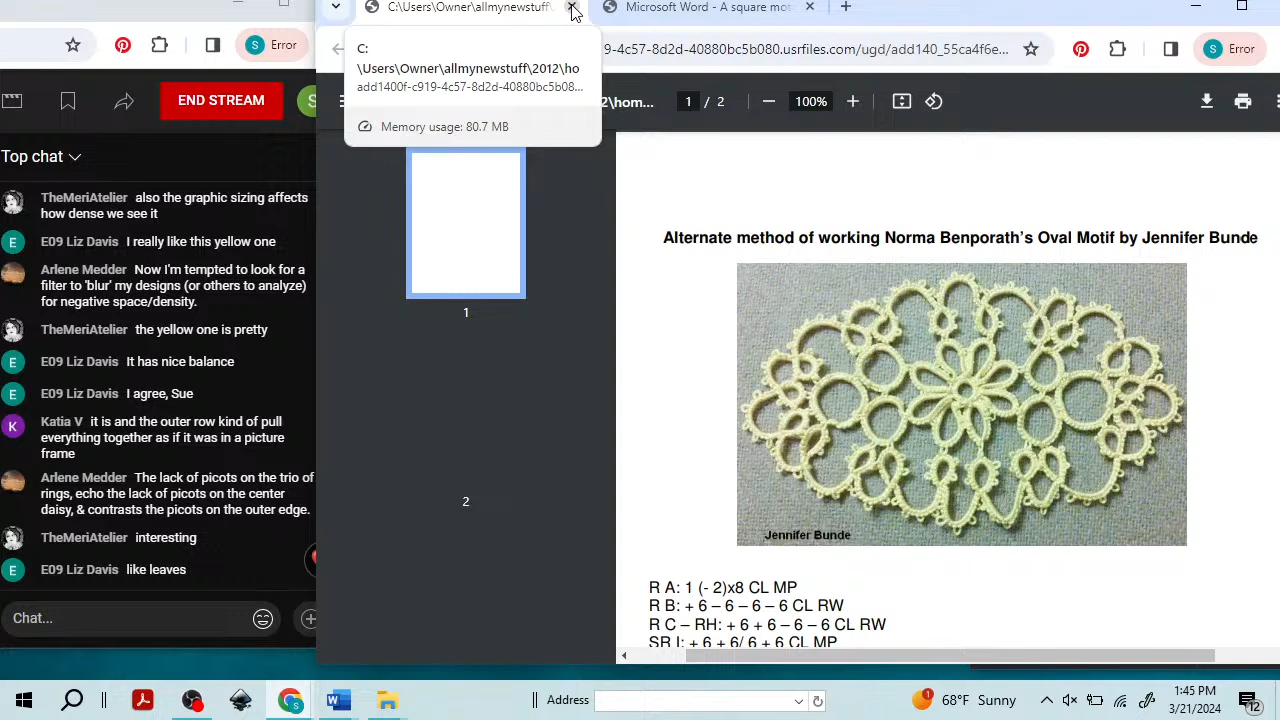 C:\Users\Owner\allmynewstuff\
Microsoft Word - A square mot
Error
C:
\Users\Owner\allmynewstuff\2012\ho
add1400f-c919-4c57-8d2d-40880bc5b08...
9-4c57-8d2d-40880bc5b080.usrfiles.com/ugd/add140_55ca4f6e...
Error
END STREAM
S
2\hom...
1 / 2
100%
Memory usage: 80.7 MB
Top chat
TheMeriAtelier also the graphic sizing affects
how dense we see it
E09 Liz Davis I really like this yellow one
Arlene Medder Now I'm tempted to look for a
filter to 'blur' my designs (or others to analyze)
for negative space/density.
TheMeriAtelier the yellow one is pretty
E09 Liz Davis It has nice balance
E09 Liz Davis I agree, Sue
Katia V it is and the outer row kind of pull
everything together as if it was in a picture
frame
Arlene Medder The lack of picots on the trio of
rings, echo the lack of picots on the center
daisy, & contrasts the picots on the outer edge.
TheMeriAtelier interesting
E09 Liz Davis like leaves
Chat...
1
2
Alternate method of working Norma Benporath's Oval Motif by Jennifer Bunde
Jennifer Bunde
R A: 1 (- 2)x8 CL MP
R B: + 6 – 6 – 6 – 6 CL RW
R C – RH: + 6 + 6 – 6 – 6 CL RW
SR I: + 6 + 6/ 6 + 6 CL MP
Address
68°F Sunny
1:45 PM
3/21/2024
12